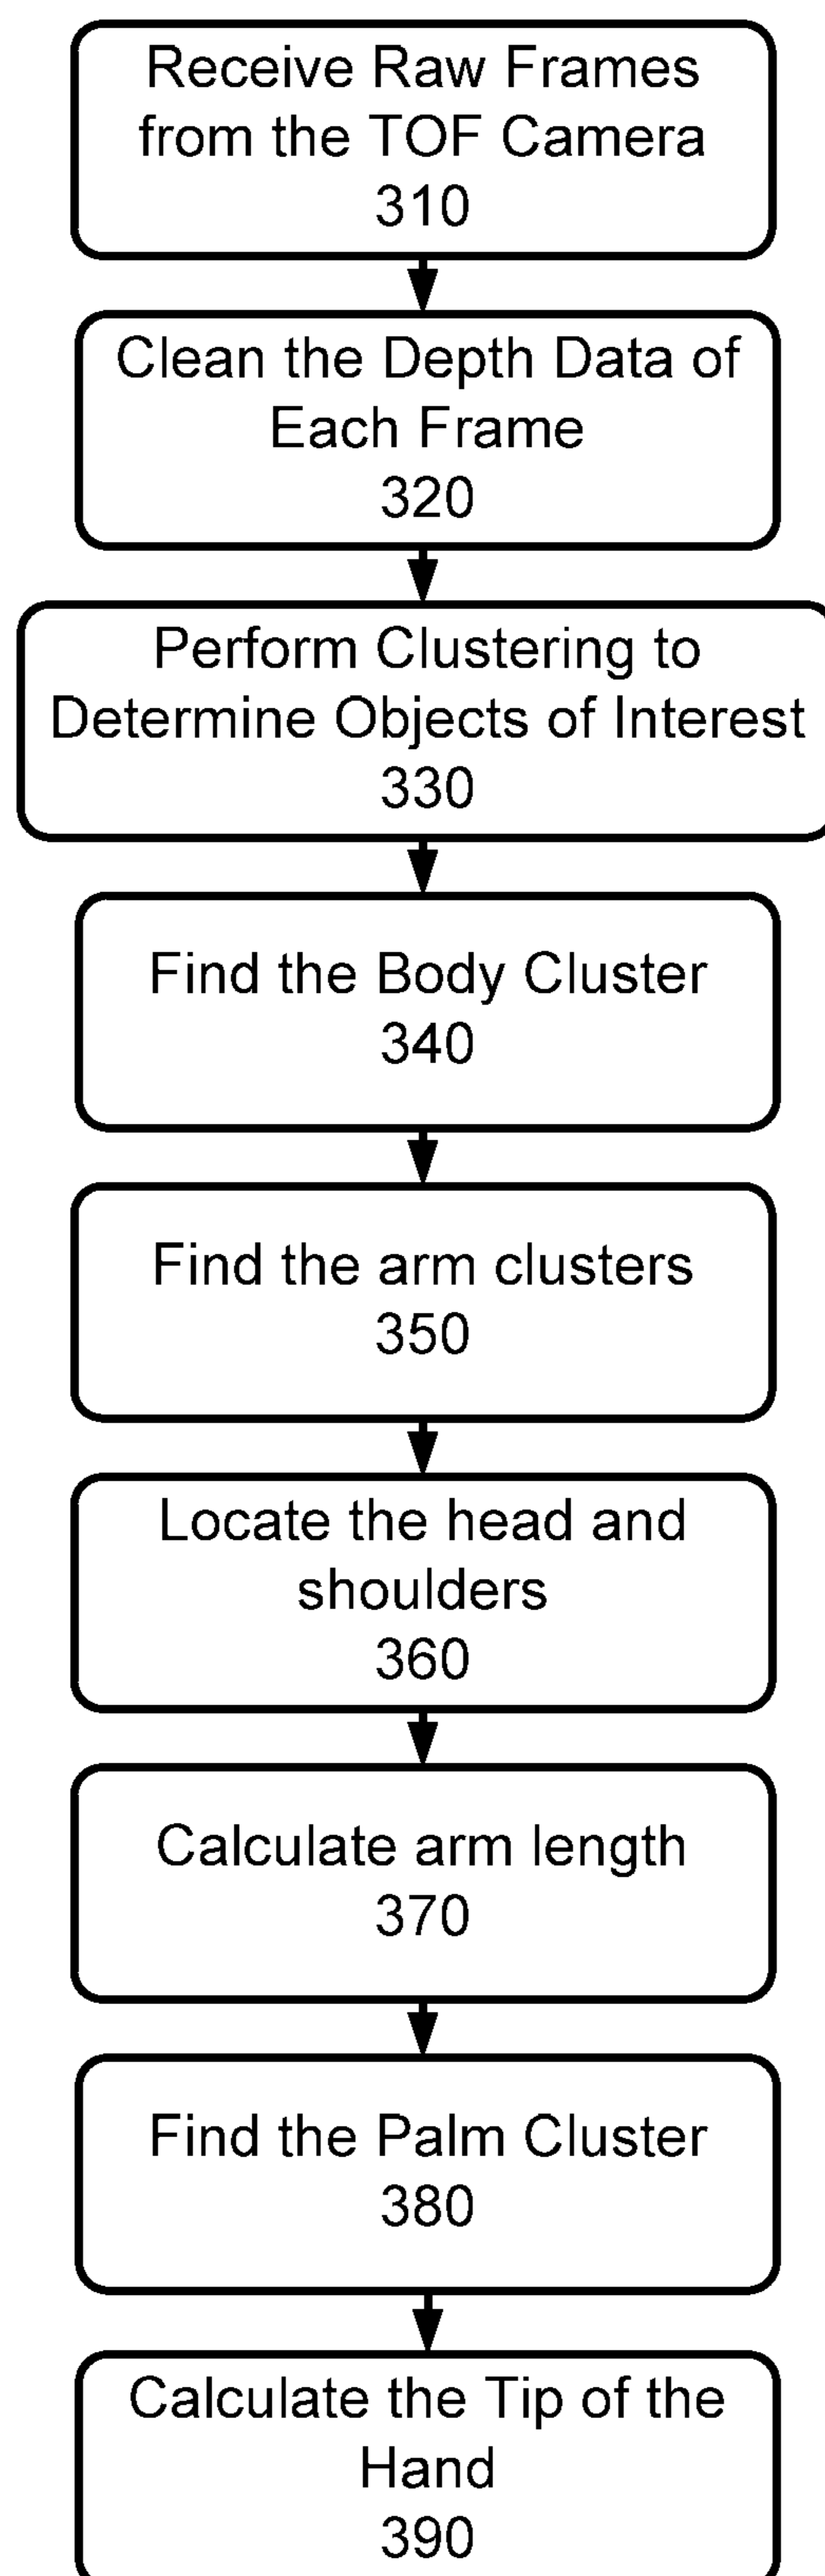 Receive Raw Frames
from the TOF Camera
310
Clean the Depth Data of
Each Frame
320
Perform Clustering to
Determine Objects of Interest
330
Find the Body Cluster
340
Find the arm clusters
350
Locate the head and
shoulders
360
Calculate arm length
370
Find the Palm Cluster
380
Calculate the Tip of the
Hand
390